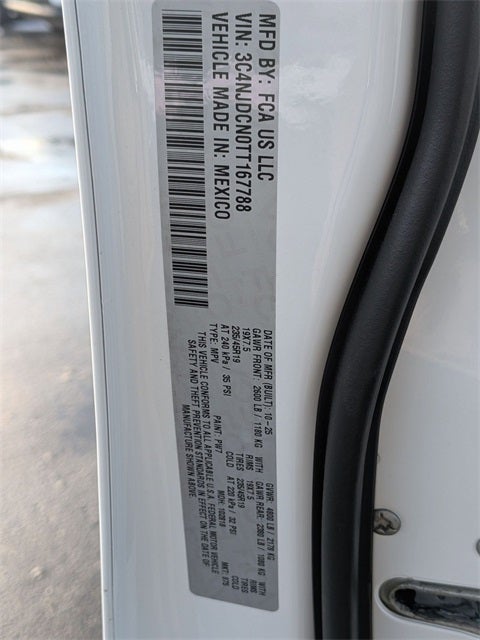 MFD BY: FCA US LLC
VIN: 3C4NJDCN0TT167788
VEHICLE MADE IN: MEXICO
DATE OF MFR (BUILT): 10-25 GVWR: 4800 LB / 2178 KG
GAWR FRONT: 2600 LB / 1180 KG WITH GAWR REAR: 2380 LB / 1080 KG WITH
19X7.5 RIMS 19X7.5 RIMS
235/45R19 TIRES 235/45R19 TIRES
AT 240 kPa / 35 PSI COLD AT 220 kPa / 32 PSI COLD
TYPE: MPV PAINT: PW7 MDH: MKT:
THIS VEHICLE CONFORMS TO ALL APPLICABLE U.S.A. FEDERAL MOTOR VEHICLE
SAFETY AND THEFT PREVENTION STANDARDS IN EFFECT ON THE DATE OF
MANUFACTURE SHOWN ABOVE.